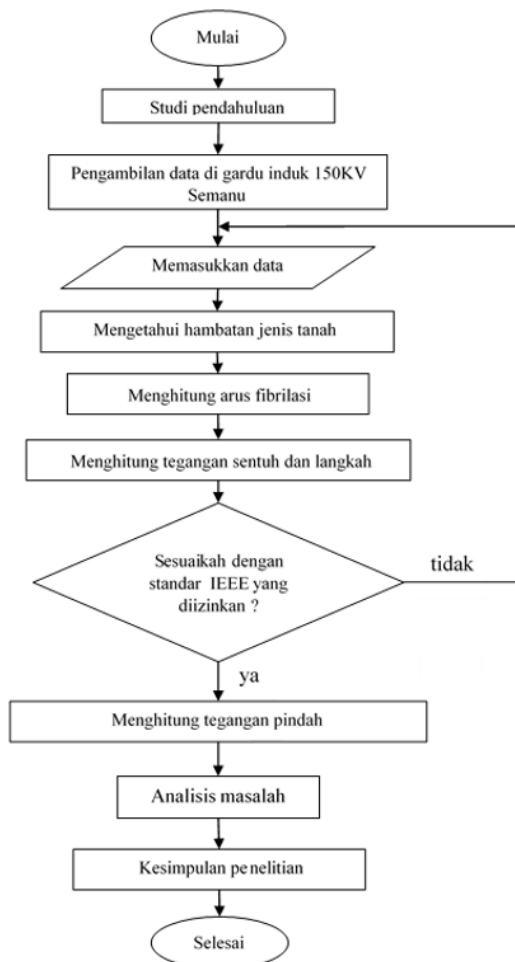 Mulai
Studi pendahuluan
Pengambilan data di gardu induk 150KV
Semanu
Memasukkan data
Mengetahui hambatan jenis tanah
Menghitung arus fibrilasi
Menghitung tegangan sentuh dan langkah
Sesuaikah dengan
standar IEEE yang
diizinkan ?
tidak
ya
Menghitung tegangan pindah
Analisis masalah
Kesimpulan penelitian
Selesai